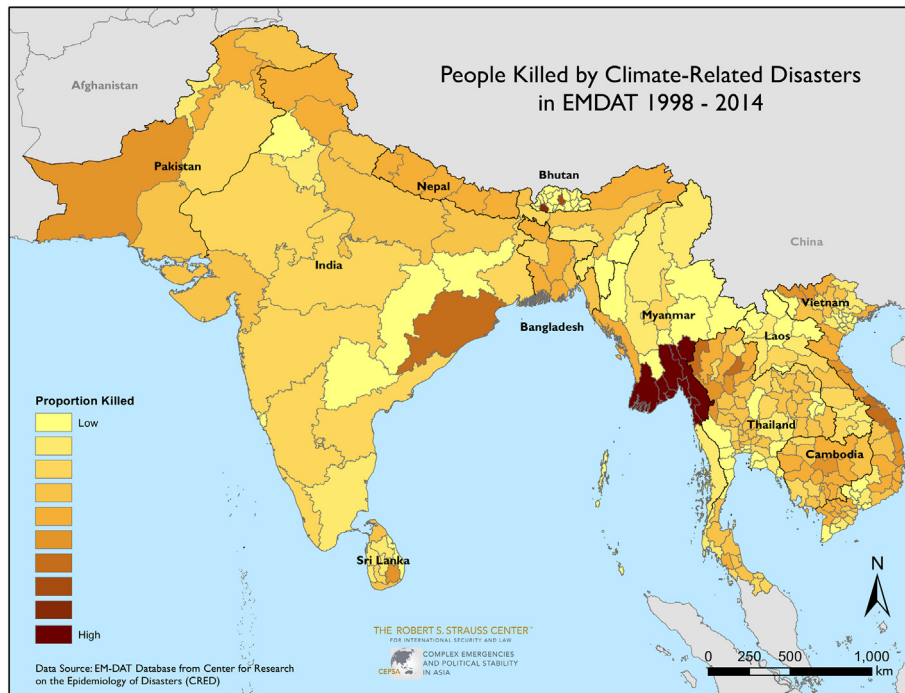 People Killed by Climate-Related Disasters
in EMDAT 1998 - 2014
Afghanistan
Pakistan
Nepal
Bhutan
China
India
Bangladesh
Myanmar
Vietnam
Laos
Thailand
Cambodia
Sri Lanka
Proportion Killed
Low
High
N
THE ROBERT S. STRAUSS CENTER™
FOR INTERNATIONAL SECURITY AND LAW
CEPSA
COMPLEX EMERGENCIES
AND POLITICAL STABILITY
IN ASIA
Data Source: EM-DAT Database from Center for Research
on the Epidemiology of Disasters (CRED)
0 250 500 1,000
km